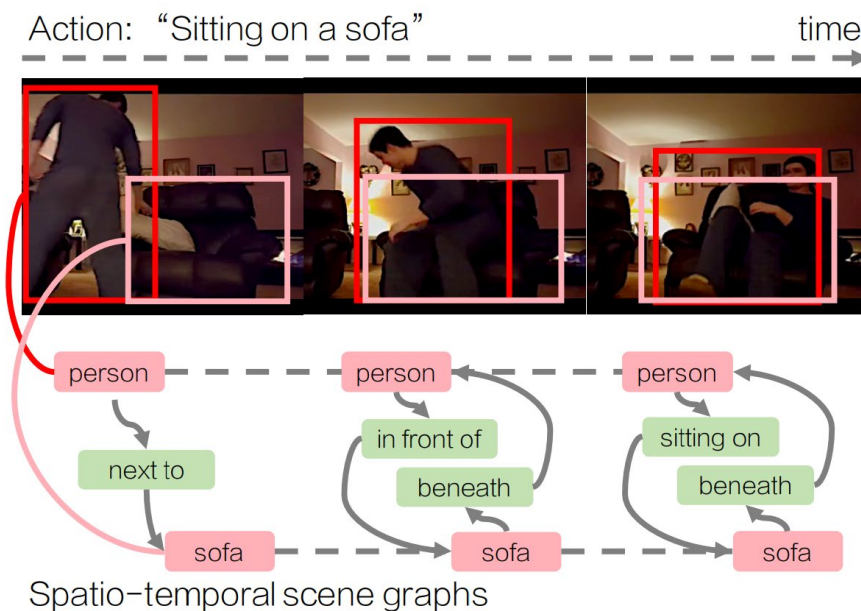 Action: “Sitting on a sofa” time
person person person
in front of sitting on
next to beneath beneath
sofa sofa sofa
Spatio-temporal scene graphs